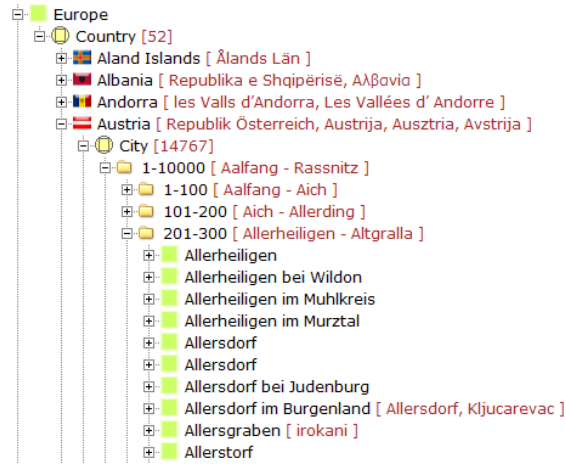 Europe
Country [52]
Aland Islands [ Ålands Län ]
Albania [ Republika e Shqipërisë, Αλβανία ]
Andorra [ les Valls d’Andorra, Les Vallées d’ Andorre ]
Austria [ Republik Österreich, Austrija, Ausztria, Avstrija ]
City [14767]
1-10000 [ Aalfang - Rassnitz ]
1-100 [ Aalfang - Aich ]
101-200 [ Aich - Allerding ]
201-300 [ Allerheiligen - Altgralla ]
Allerheiligen
Allerheiligen bei Wildon
Allerheiligen im Muhlkreis
Allerheiligen im Murztal
Allersdorf
Allersdorf
Allersdorf bei Judenburg
Allersdorf im Burgenland [ Allersdorf, Kljucarevac ]
Allersgraben [ irokani ]
Allerstorf